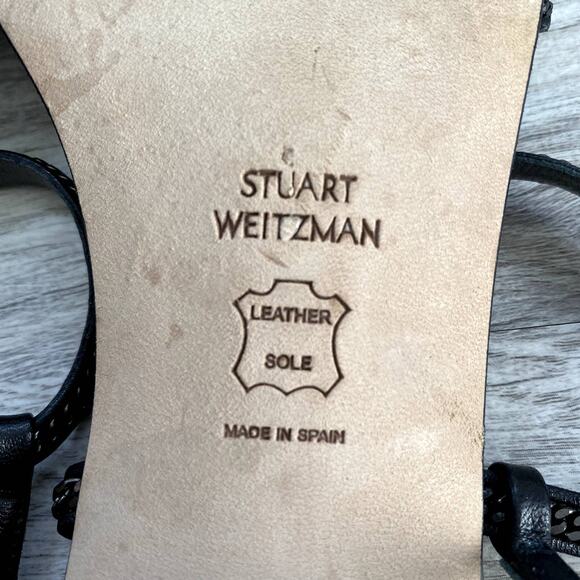 STUART
WEITZMAN
LEATHER
SOLE
MADE IN SPAIN